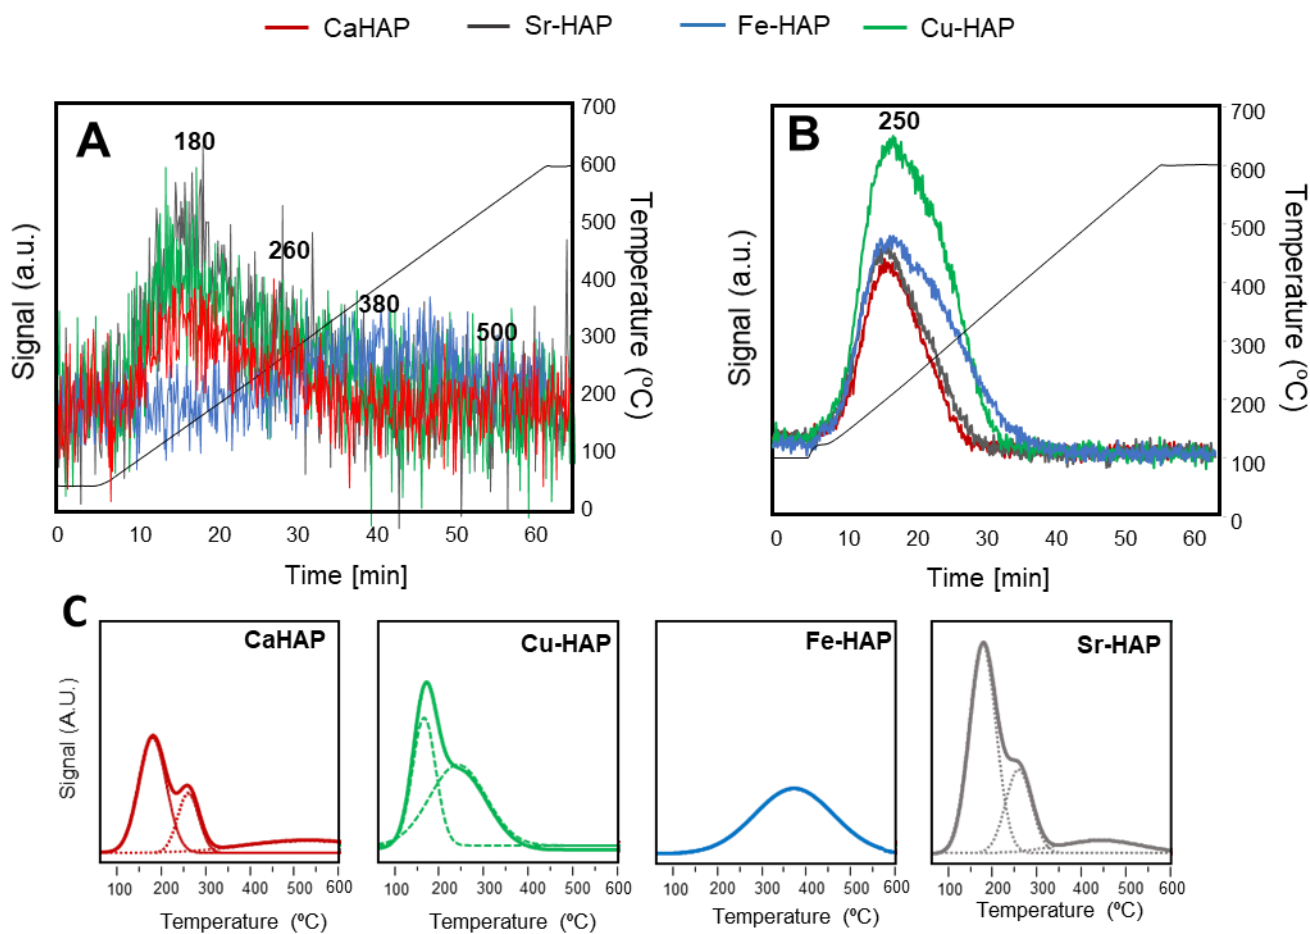 CaHAP Sr-HAP Fe-HAP Cu-HAP
A
180
260
380
500
Signal (a.u.)
700
600
500
400
300
200
100
0
Temperature (ºC)
0 10 20 30 40 50 60
Time [min]
B
250
Signal (a.u.)
700
600
500
400
300
200
100
0
Temperature (ºC)
0 10 20 30 40 50 60
Time [min]
C
CaHAP
Signal (A.U.)
100 200 300 400 500 600
Temperature (ºC)
Cu-HAP
100 200 300 400 500 600
Temperature (ºC)
Fe-HAP
100 200 300 400 500 600
Temperature (ºC)
Sr-HAP
100 200 300 400 500 600
Temperature (ºC)